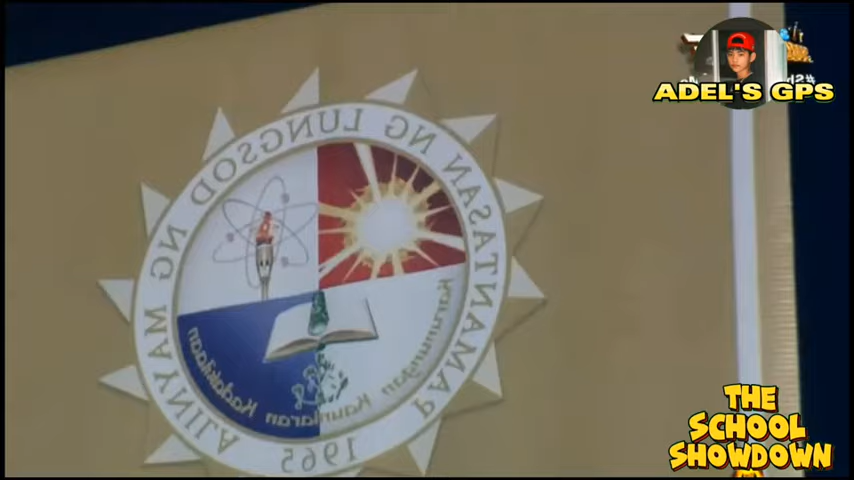 ADEL'S GPS
PAMANTASAN NG LUNGSOD NG MAYNILA
1965
Karunungan
Kaunlaran
Kadakilaan
THE
SCHOOL
SHOWDOWN